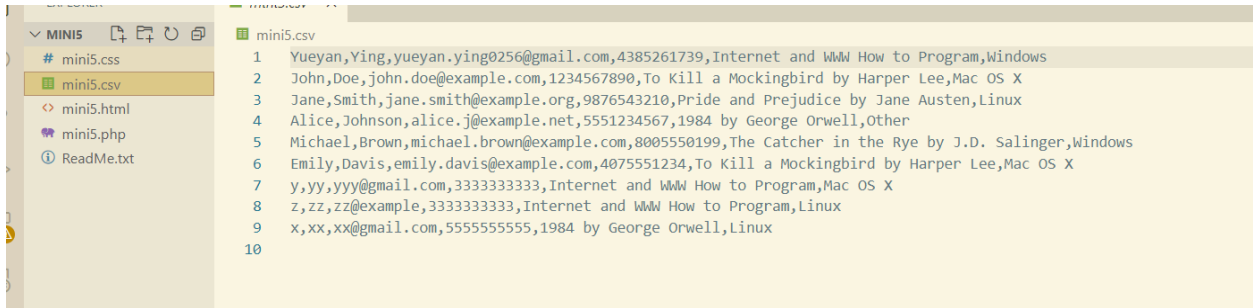 MINI5
# mini5.css
mini5.csv
<> mini5.html
mini5.php
ReadMe.txt
mini5.csv
1 Yueyan,Ying,yueyan.ying0256@gmail.com,4385261739,Internet and WWW How to Program,Windows
2 John,Doe,john.doe@example.com,1234567890,To Kill a Mockingbird by Harper Lee,Mac OS X
3 Jane,Smith,jane.smith@example.org,9876543210,Pride and Prejudice by Jane Austen,Linux
4 Alice,Johnson,alice.j@example.net,5551234567,1984 by George Orwell,Other
5 Michael,Brown,michael.brown@example.com,8005550199,The Catcher in the Rye by J.D. Salinger,Windows
6 Emily,Davis,emily.davis@example.com,4075551234,To Kill a Mockingbird by Harper Lee,Mac OS X
7 y,yy,yyy@gmail.com,3333333333,Internet and WWW How to Program,Mac OS X
8 z,zz,zz@example,3333333333,Internet and WWW How to Program,Linux
9 x,xx,xx@gmail.com,5555555555,1984 by George Orwell,Linux
10